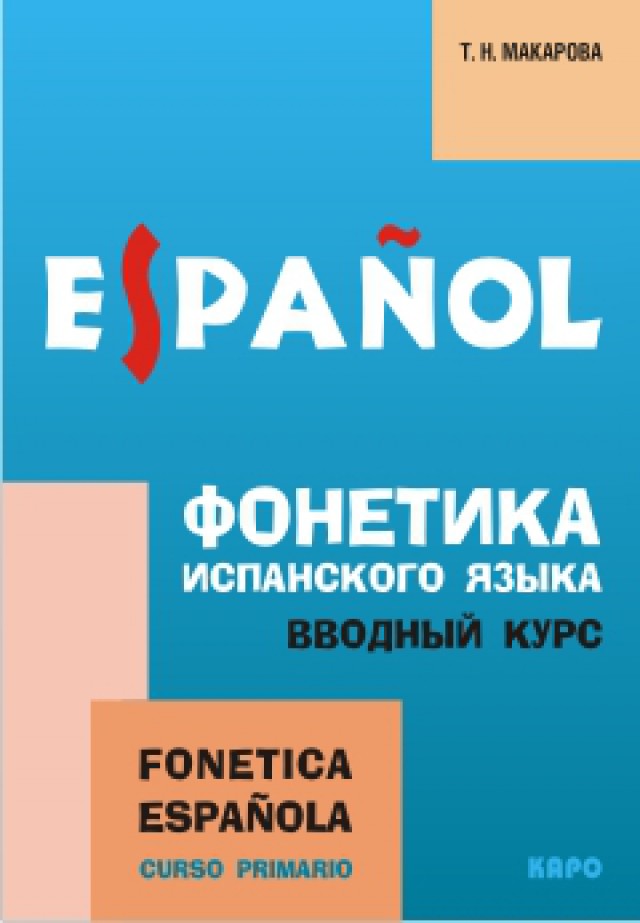 Т. Н. МАКАРОВА
ESPAÑOL
ФОНЕТИКА
ИСПАНСКОГО ЯЗЫКА
ВВОДНЫЙ КУРС
FONETICA
ESPAÑOLA
CURSO PRIMARIO
КАРО